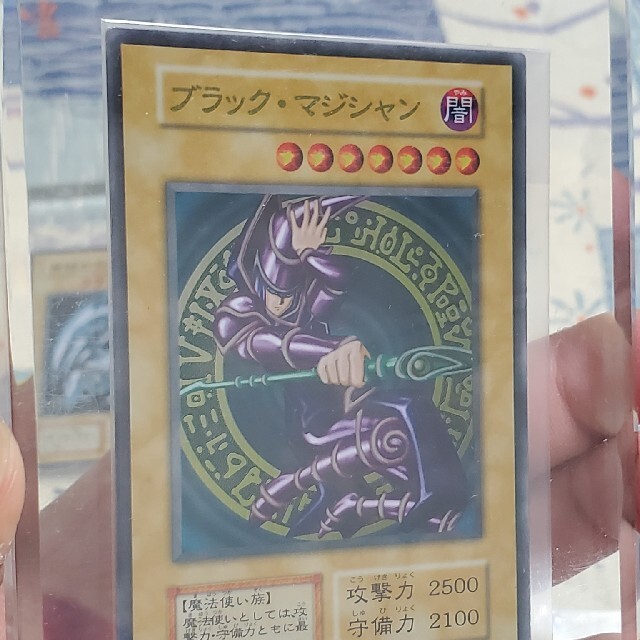 ブラック・マジシャン
やみ
闇
【魔法使い族】
魔法使いとしては攻
撃力・守備力ともに最
こう げき りょく
攻撃力 2500
しゅ び りょく
守備力 2100